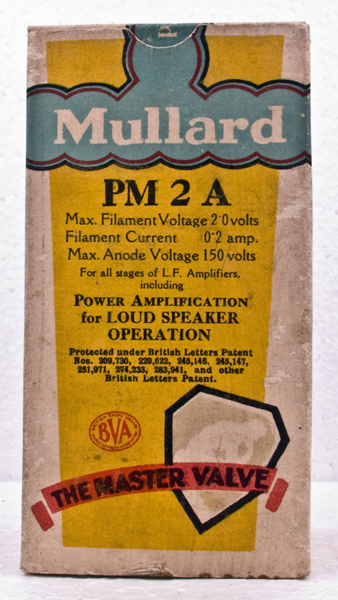 Mullard
PM 2 A
Max. Filament Voltage 2·0 volts
Filament Current 0·2 amp.
Max. Anode Voltage 150 volts
For all stages of L.F. Amplifiers,
including
POWER AMPLIFICATION
for LOUD SPEAKER
OPERATION
Protected under British Letters Patent
Nos. 209,730, 229,622, 245,146, 245,147,
251,971, 274,233, 283,941, and other
British Letters Patent.
BVA
THE MASTER VALVE